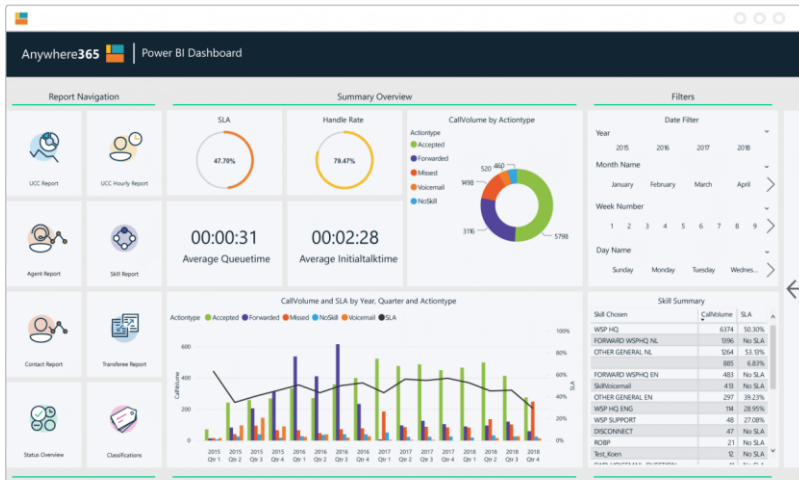 Anywhere365 Power BI Dashboard
Report Navigation
UCC Report
UCC Hourly Report
Agent Report
Skill Report
Contact Report
Transferee Report
Status Overview
Classifications
Summary Overview
SLA
47.70%
Handle Rate
78.47%
00:00:31
Average Queuetime
00:02:28
Average Initialtalktime
CallVolume by Actiontype
Actiontype
Accepted
Forwarded
Missed
Voicemail
NoSkill
520
460
1498
3116
5798
CallVolume and SLA by Year, Quarter and Actiontype
Actiontype Accepted Forwarded Missed NoSkill Voicemail SLA
CallVolume
600
400
200
0
100%
80%
60%
40%
20%
0%
SLA
2015 2015 2015 2015 2016 2016 2016 2016 2017 2017 2017 2017 2018 2018 2018 2018
Qtr 1 Qtr 2 Qtr 3 Qtr 4 Qtr 1 Qtr 2 Qtr 3 Qtr 4 Qtr 1 Qtr 2 Qtr 3 Qtr 4 Qtr 1 Qtr 2 Qtr 3 Qtr 4
Filters
Date Filter
Year
2015 2016 2017 2018
Month Name
January February March April
Week Number
1 2 3 4 5 6 7 8 9
Day Name
Sunday Monday Tuesday Wednes...
Skill Summary
Skill Chosen CallVolume SLA
WSP HQ 6374 50.30%
FORWARD WSPHQ NL 1396 No SLA
OTHER GENERAL NL 1264 53.13%
885 6.83%
FORWARD WSPHQ EN 483 No SLA
SkillVoicemail 413 No SLA
OTHER GENERAL EN 297 39.23%
WSP HQ ENG 114 28.95%
WSP SUPPORT 48 27.08%
DISCONNECT 47 No SLA
ROBP 21 No SLA
Test_Koen 12 No SLA